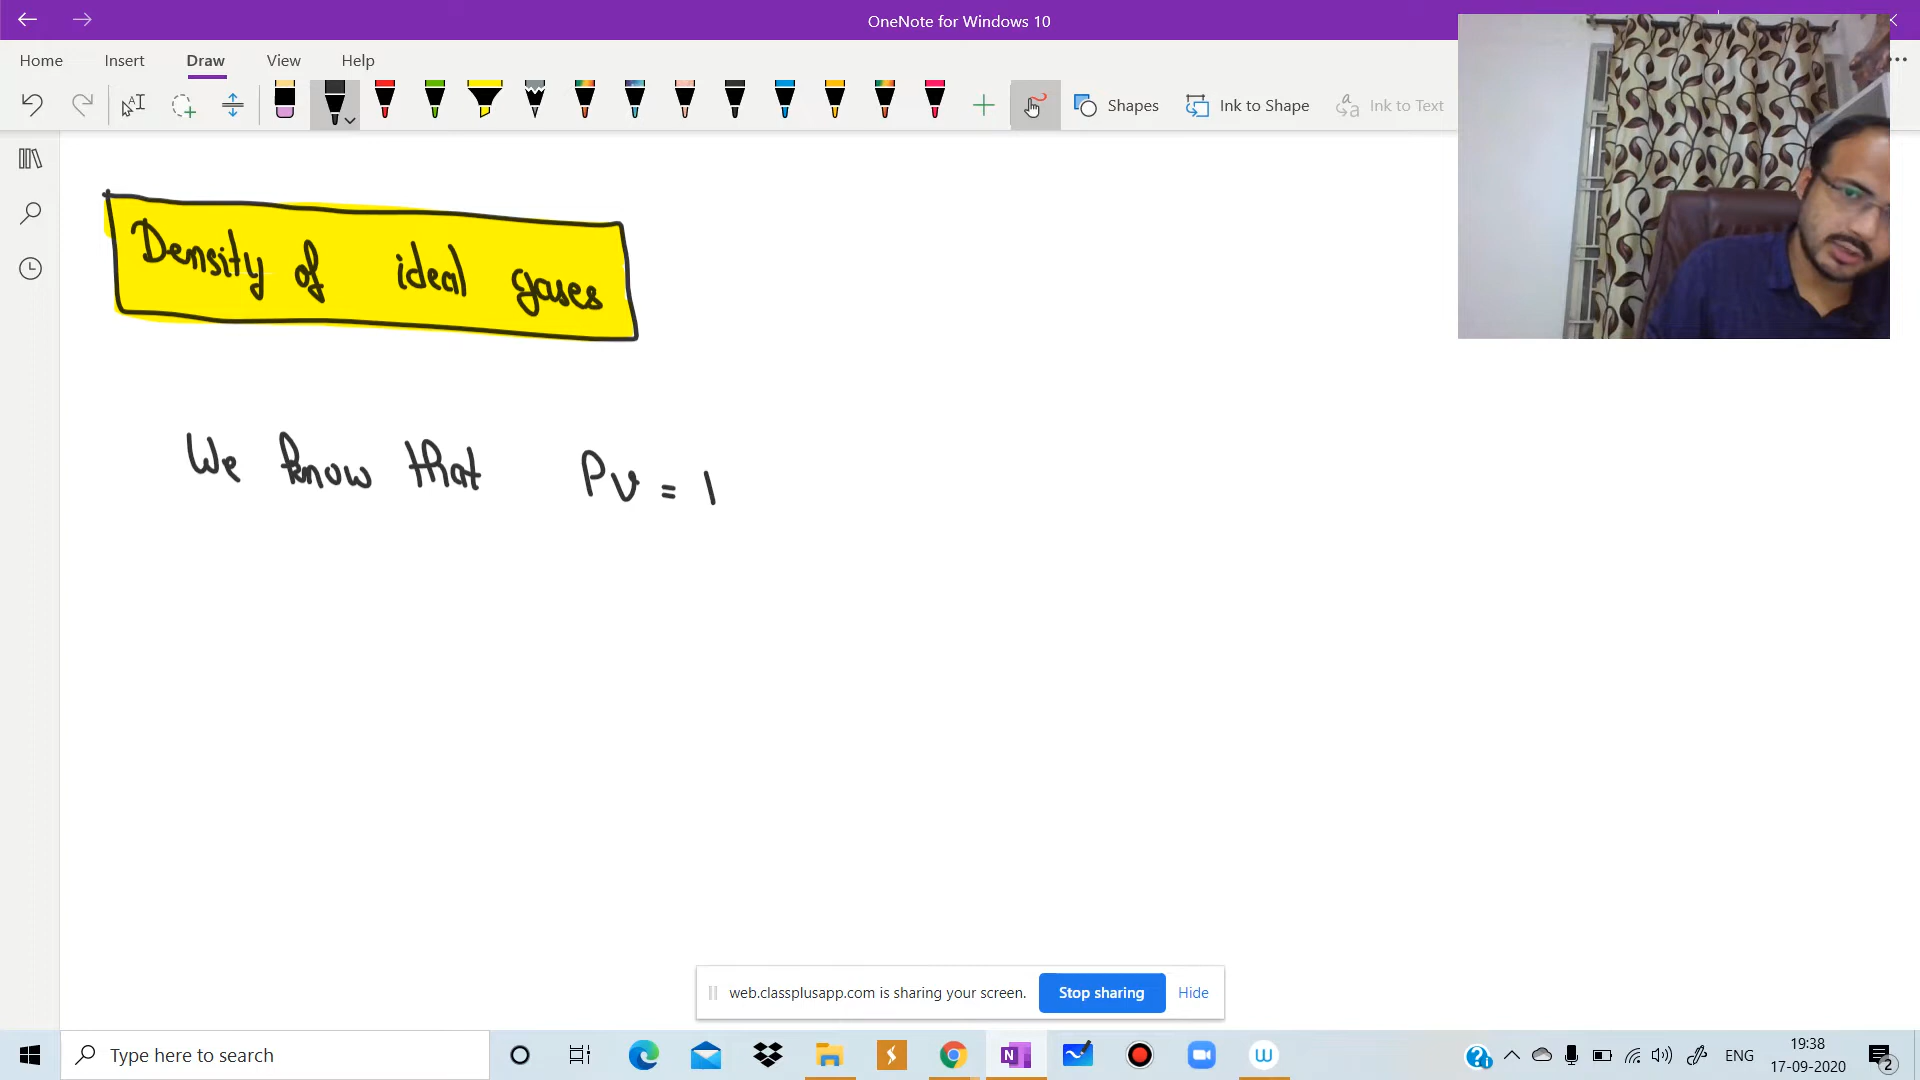 OneNote for Windows 10
Home Insert Draw View Help
Shapes Ink to Shape Ink to Text
Density of ideal gases
We know that PV = 1
web.classplusapp.com is sharing your screen. Stop sharing Hide
Type here to search
ENG
19:38
17-09-2020
2